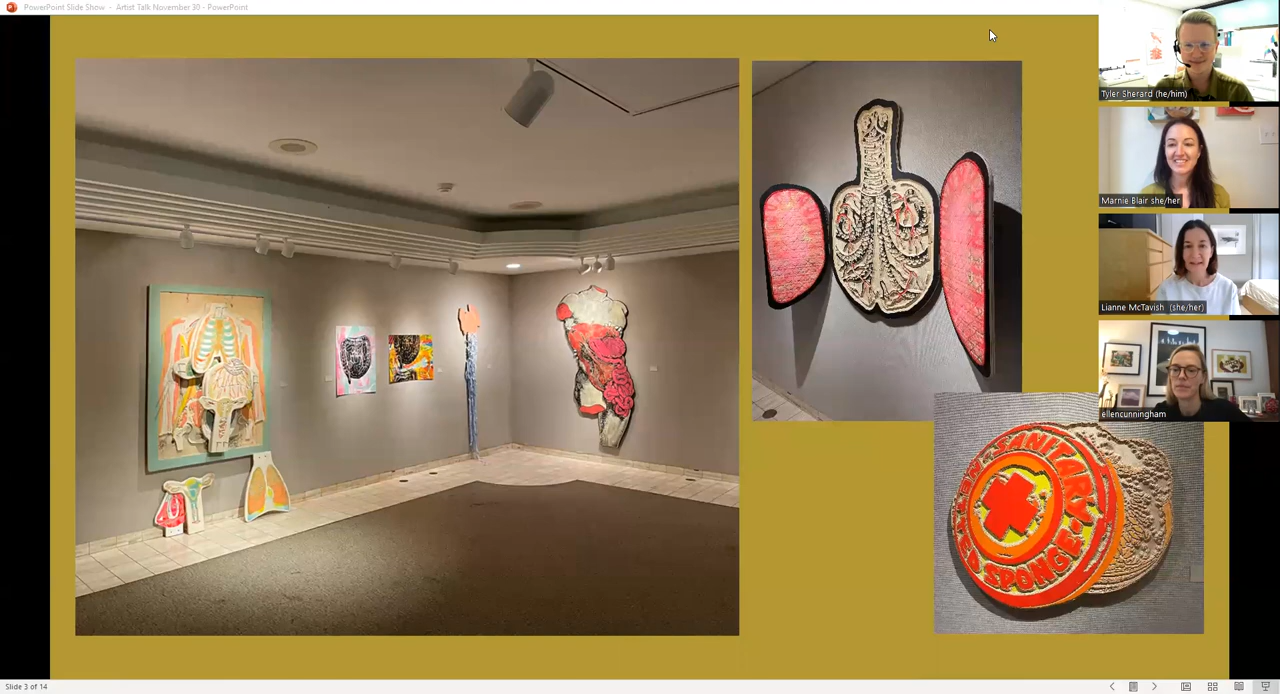 PowerPoint Slide Show - Artist Talk November 30 - PowerPoint
Tyler Sherard (he/him)
Marnie Blair she/her
Lianne McTavish (she/her)
ellencunningham
SANITARY
SPONGE
Slide 3 of 14